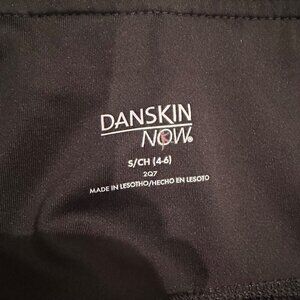 DANSKIN
NOW®
S/CH (4-6)
2Q7
MADE IN LESOTHO/HECHO EN LESOTO